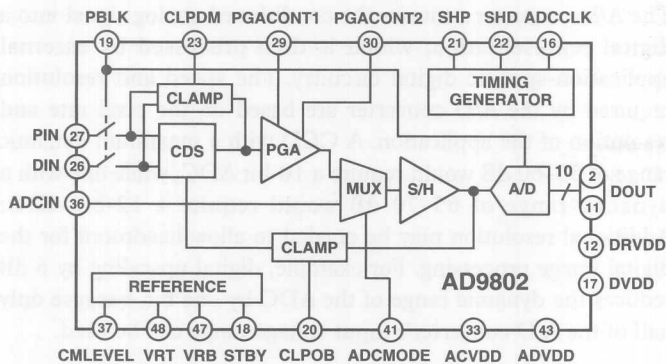 PBLK CLPDM PGACONT1 PGACONT2 SHP SHD ADCCLK
19 23 29 30 21 22 16
TIMING
GENERATOR
CLAMP
PIN 27
DIN 26
CDS
PGA
ADCIN 36
MUX
S/H
A/D
10
2
DOUT
11
12 DRVDD
17 DVDD
CLAMP
REFERENCE
AD9802
37 48 47 18 20 41 33 43
CMLEVEL VRT VRB STBY CLPOB ADCMODE ACVDD ADVDD